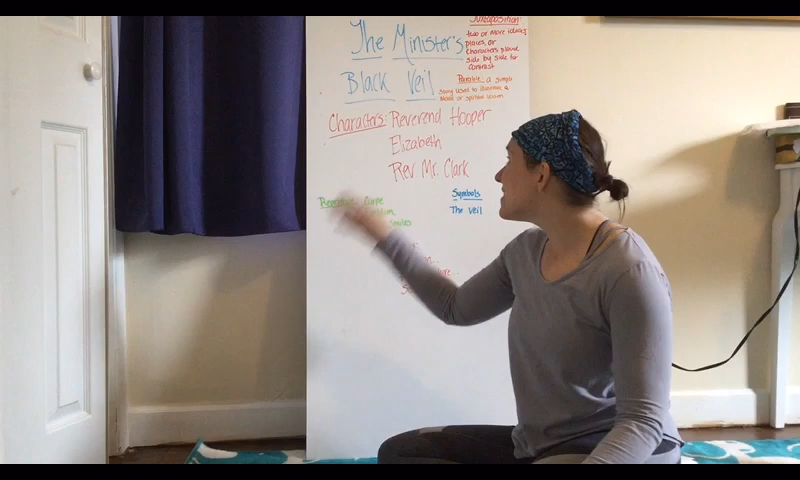 The Minister's
Black Veil
Juxtaposition:
two or more ideas,
places, or
characters placed
side by side for
contrast
Parable: a simple
story used to illustrate a
moral or spiritual lesson
Characters: Reverend Hooper
Elizabeth
Rev Mr. Clark
Symbols
The Veil